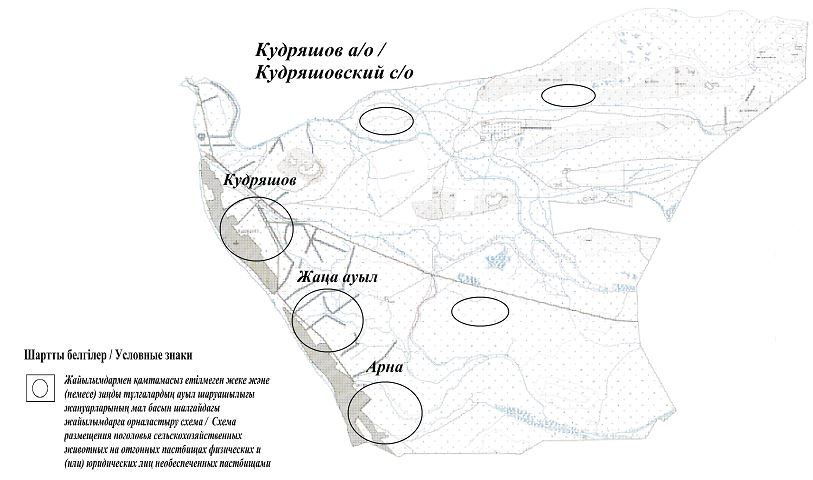 Кудряшов а/о /
Кудряшовский с/о
Кудряшов
Жаңа ауыл
Арна
Шартты белгілер / Условные знаки
Жайылымдармен қамтамасыз етілмеген жеке және
(немесе) заңды тұлғалардың ауыл шаруашылығы
жануарларының мал басын шалғайдағы
жайылымдарға орналастыру схема / Схема
размещения поголовья сельскохозяйственных
животных на отгонных пастбищах физических и
(или) юридических лиц необеспеченных пастбищами